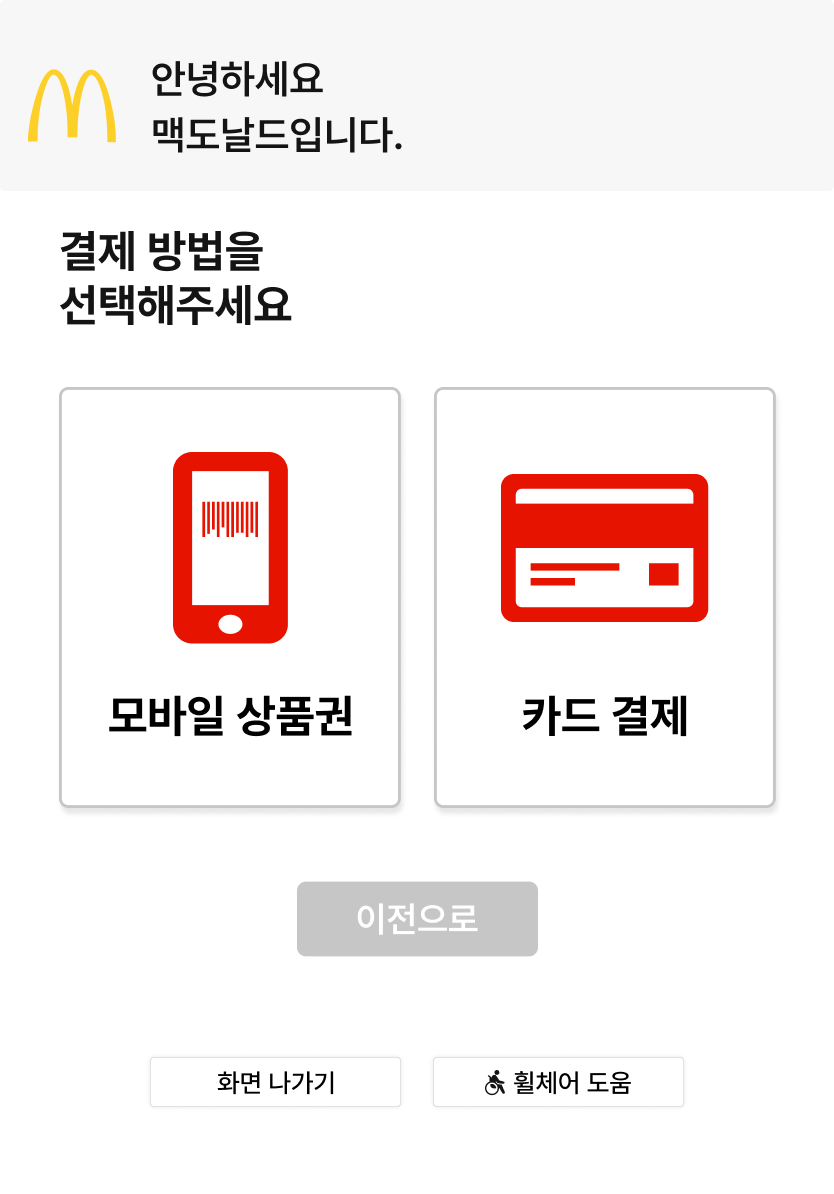 안녕하세요
맥도날드입니다.
결제 방법을
선택해주세요
모바일 상품권
카드 결제
이전으로
화면 나가기
휠체어 도움